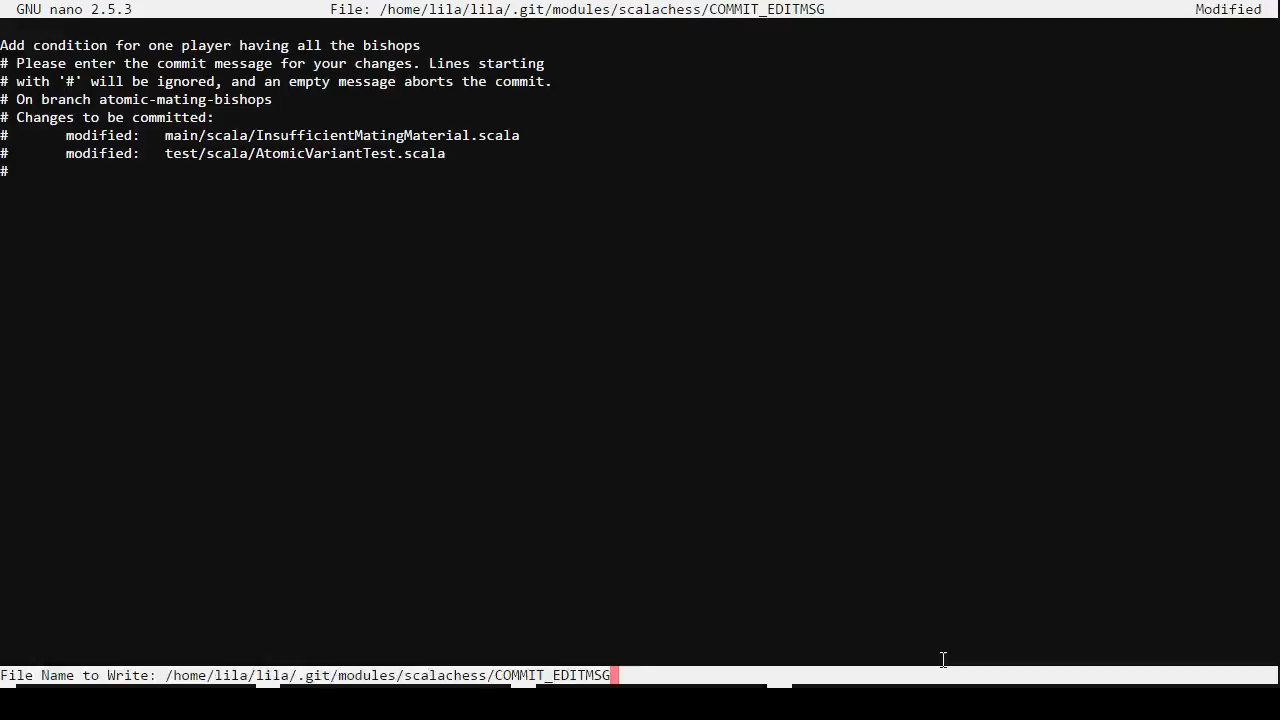 GNU nano 2.5.3 File: /home/lila/lila/.git/modules/scalachess/COMMIT_EDITMSG Modified
Add condition for one player having all the bishops
# Please enter the commit message for your changes. Lines starting
# with '#' will be ignored, and an empty message aborts the commit.
# On branch atomic-mating-bishops
# Changes to be committed:
# modified: main/scala/InsufficientMatingMaterial.scala
# modified: test/scala/AtomicVariantTest.scala
#
File Name to Write: /home/lila/lila/.git/modules/scalachess/COMMIT_EDITMSG